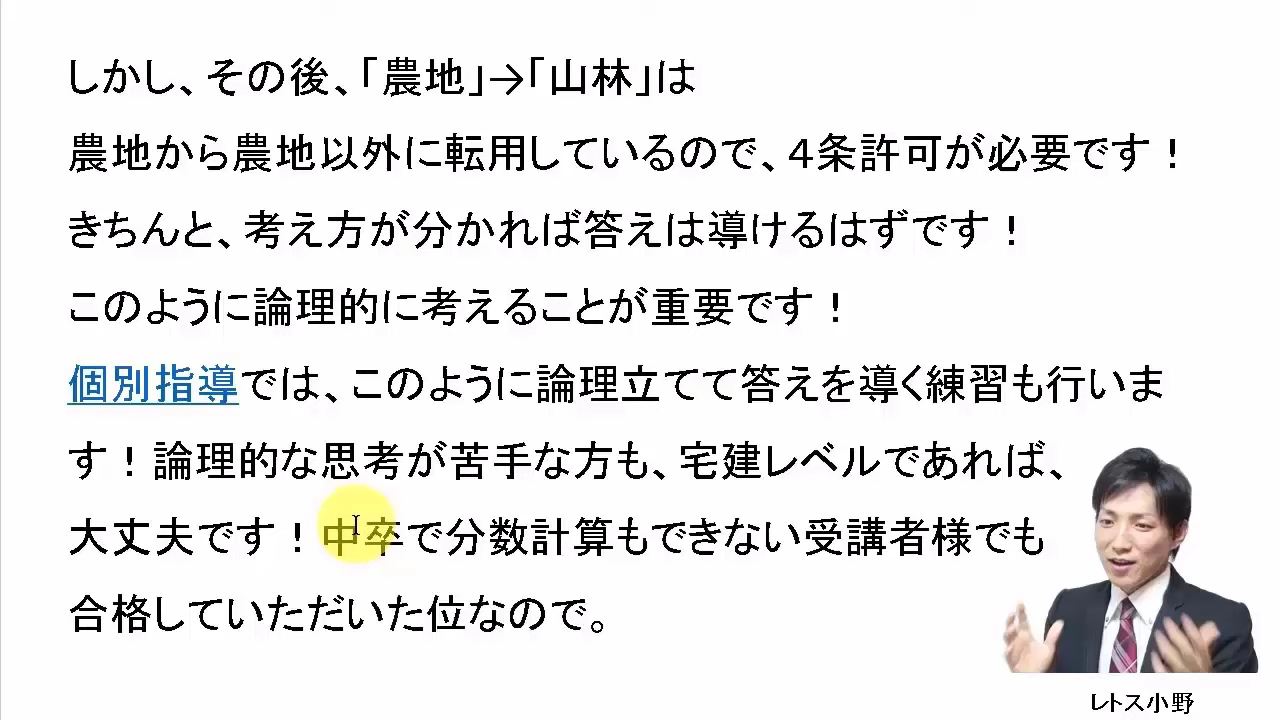 しかし、その後、「農地」→「山林」は
農地から農地以外に転用しているので、４条許可が必要です！
きちんと、考え方が分かれば答えは導けるはずです！
このように論理的に考えることが重要です！
個別指導では、このように論理立てて答えを導く練習も行いま
す！論理的な思考が苦手な方も、宅建レベルであれば、
大丈夫です！中卒で分数計算もできない受講者様でも
合格していただいた位なので。
レトス小野